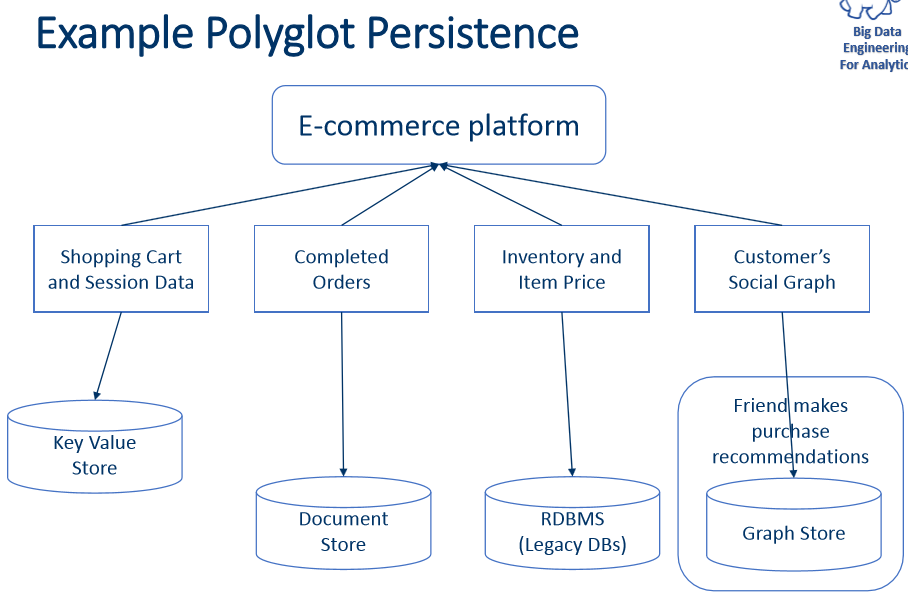 Example Polyglot Persistence
Big Data
Engineering
For Analytic
E-commerce platform
Shopping Cart
and Session Data
Completed
Orders
Inventory and
Item Price
Customer’s
Social Graph
Key Value
Store
Document
Store
RDBMS
(Legacy DBs)
Friend makes
purchase
recommendations
Graph Store